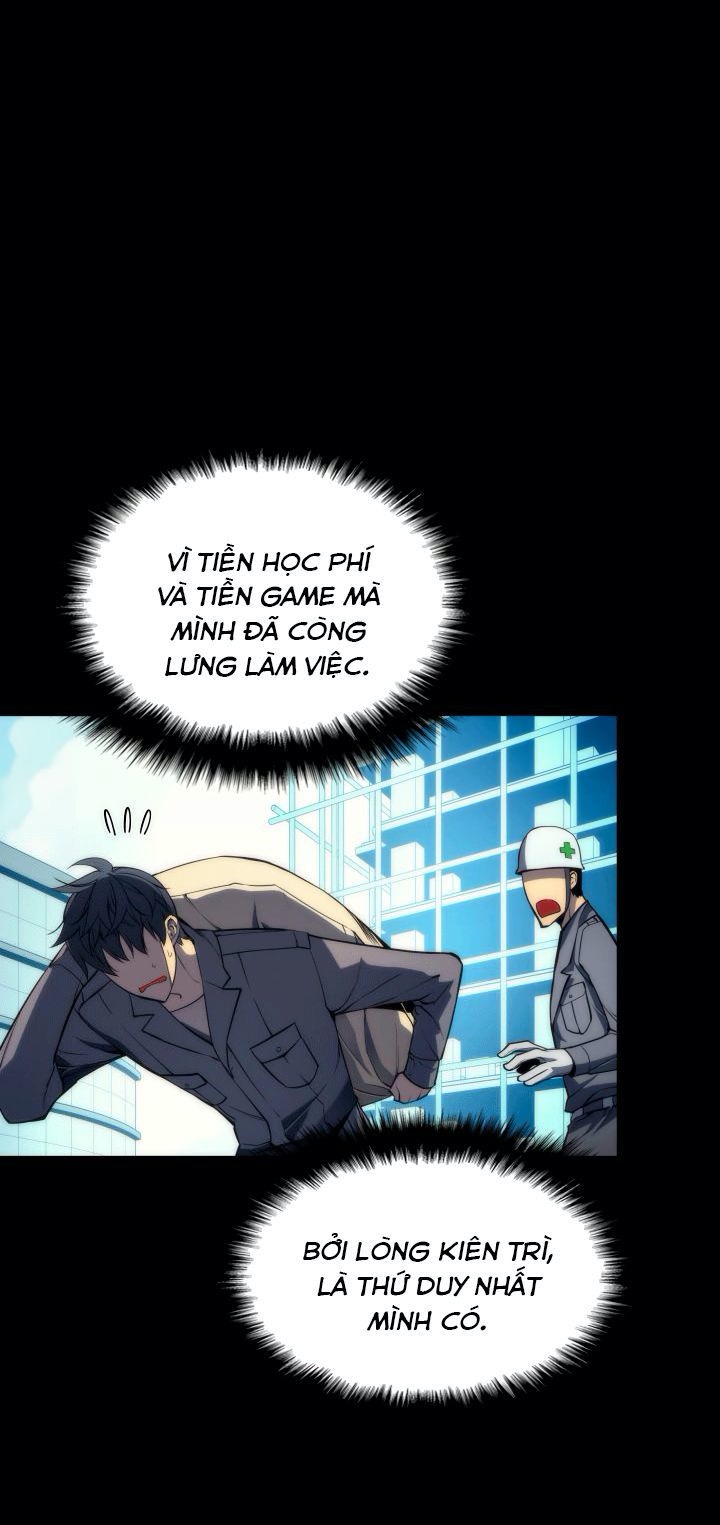 VÌ TIỀN HỌC PHÍ
VÀ TIỀN GAME MÀ
MÌNH ĐÃ CÒNG
LƯNG LÀM VIỆC.
BỞI LÒNG KIÊN TRÌ,
LÀ THỨ DUY NHẤT
MÌNH CÓ.